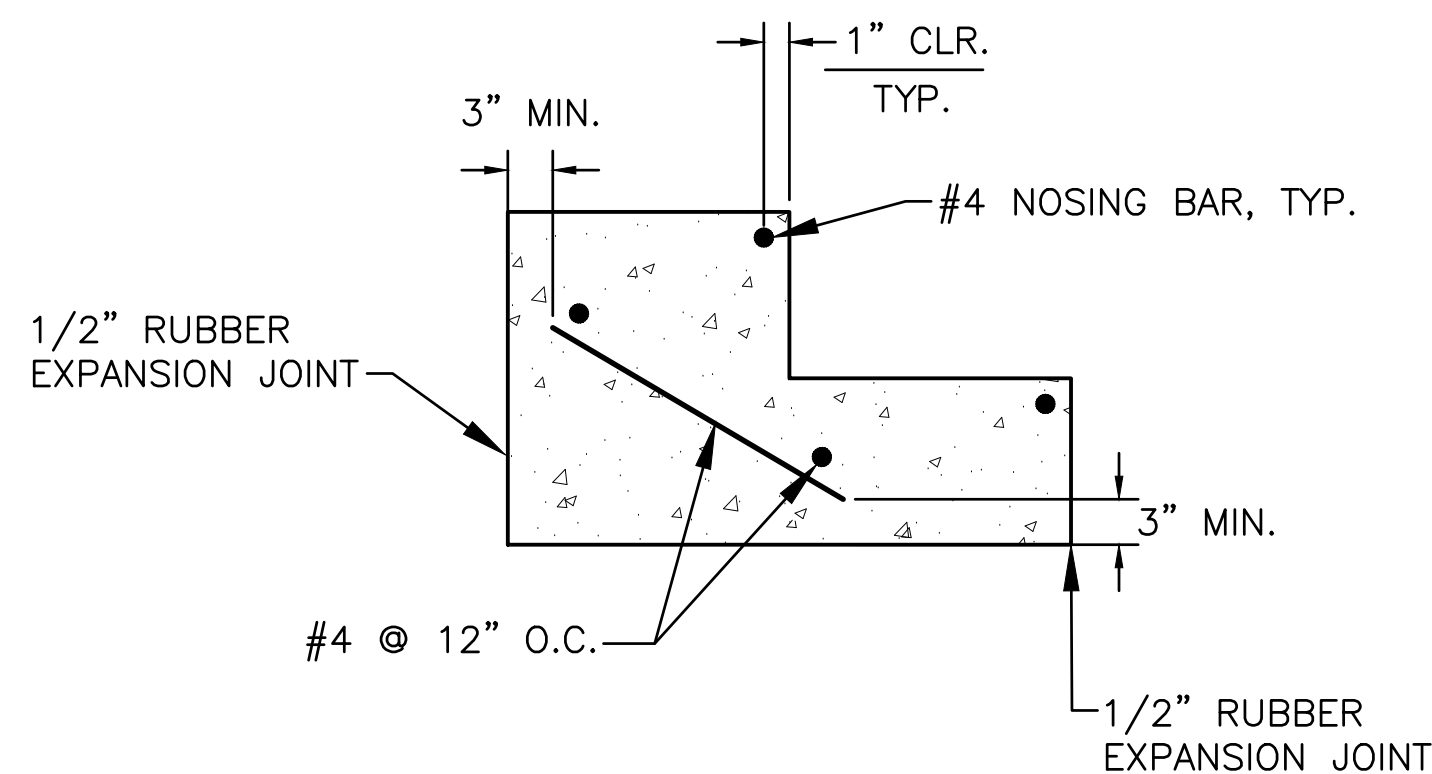 1” CLR.
TYP.
3” MIN.
#4 NOSING BAR, TYP.
1/2” RUBBER
EXPANSION JOINT
3” MIN.
#4 @ 12” O.C.
1/2” RUBBER
EXPANSION JOINT